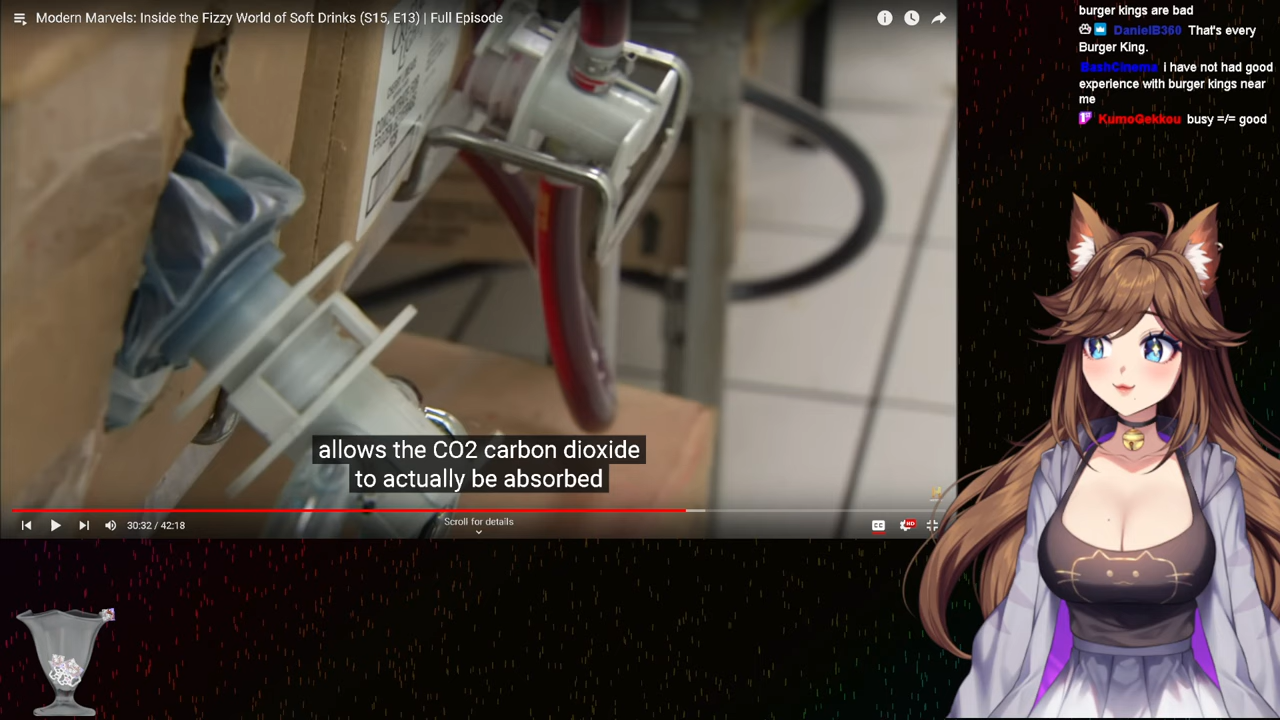 Modern Marvels: Inside the Fizzy World of Soft Drinks (S15, E13) | Full Episode
allows the CO2 carbon dioxide
to actually be absorbed
30:32 / 42:18
Scroll for details
CC
HD
burger kings are bad
DanielB360 That's every
Burger King.
BashCinema i have not had good
experience with burger kings near
me
KumoGekkou busy =/= good